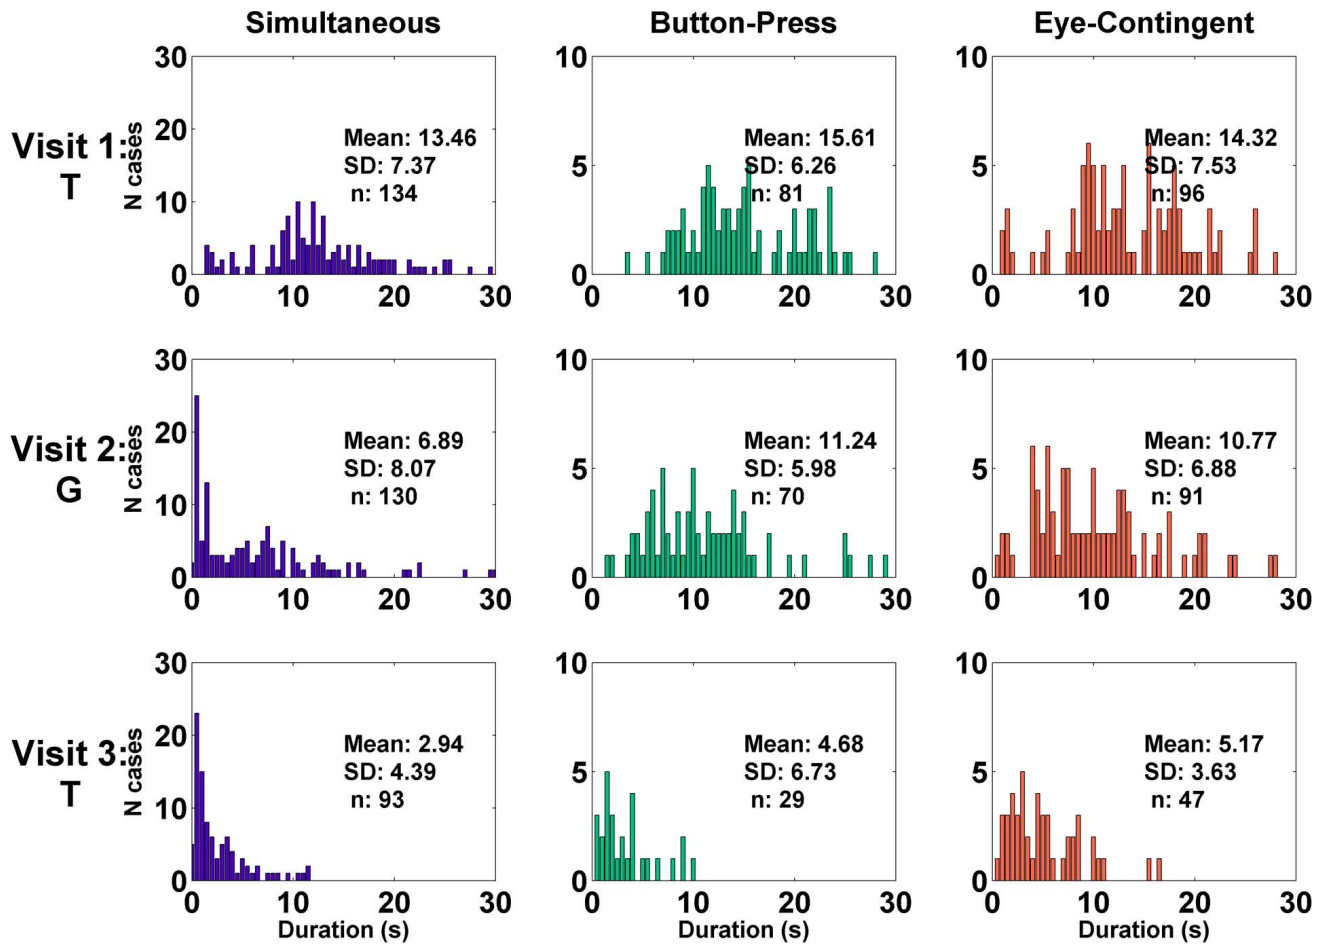 Simultaneous Button-Press Eye-Contingent
Visit 1:
T
N cases
30
20
10
0
0 10 20 30
Mean: 13.46
SD: 7.37
n: 134
10
5
0
0 10 20 30
Mean: 15.61
SD: 6.26
n: 81
10
5
0
0 10 20 30
Mean: 14.32
SD: 7.53
n: 96
Visit 2:
G
N cases
30
20
10
0
0 10 20 30
Mean: 6.89
SD: 8.07
n: 130
10
5
0
0 10 20 30
Mean: 11.24
SD: 5.98
n: 70
10
5
0
0 10 20 30
Mean: 10.77
SD: 6.88
n: 91
Visit 3:
T
N cases
30
20
10
0
0 10 20 30
Duration (s)
Mean: 2.94
SD: 4.39
n: 93
10
5
0
0 10 20 30
Duration (s)
Mean: 4.68
SD: 6.73
n: 29
10
5
0
0 10 20 30
Duration (s)
Mean: 5.17
SD: 3.63
n: 47